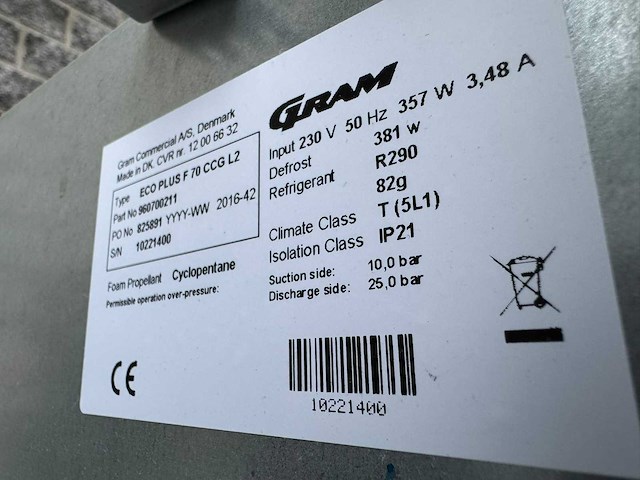 GRAM
Gram Commercial A/S, Denmark
Made in DK. CVR nr. 12 00 66 32
Type ECO PLUS F 70 CCG L2
Part No 960700211
PO No 825891 YYYY-WW 2016-42
S/N 10221400
Foam Propellant Cyclopentane
Permissible operation over-pressure:
Input 230 V 50 Hz 357 W 3,48 A
Defrost 381 w
Refrigerant R290
82g
Climate Class T (5L1)
Isolation Class IP21
Suction side: 10,0 bar
Discharge side: 25,0 bar
CE
10221400